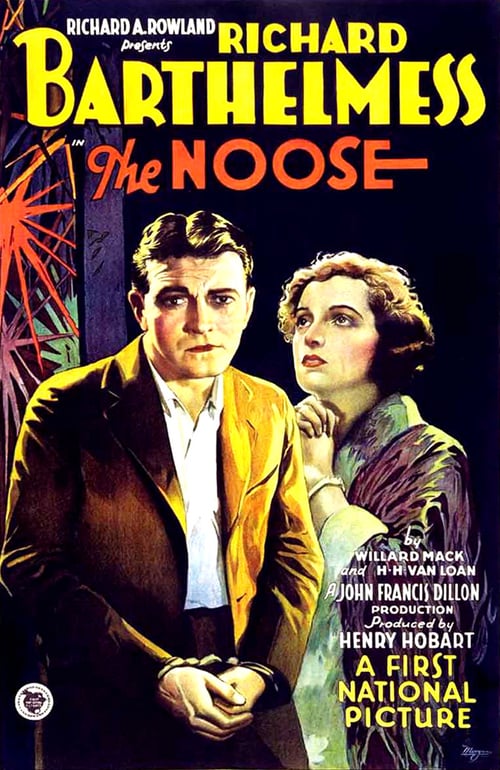 RICHARD A. ROWLAND
Presents
RICHARD
BARTHELMESS
IN
The NOOSE
by
WILLARD MACK
and H.H. VAN LOAN
A JOHN FRANCIS DILLON
PRODUCTION
Produced by
HENRY HOBART
A FIRST
NATIONAL
PICTURE